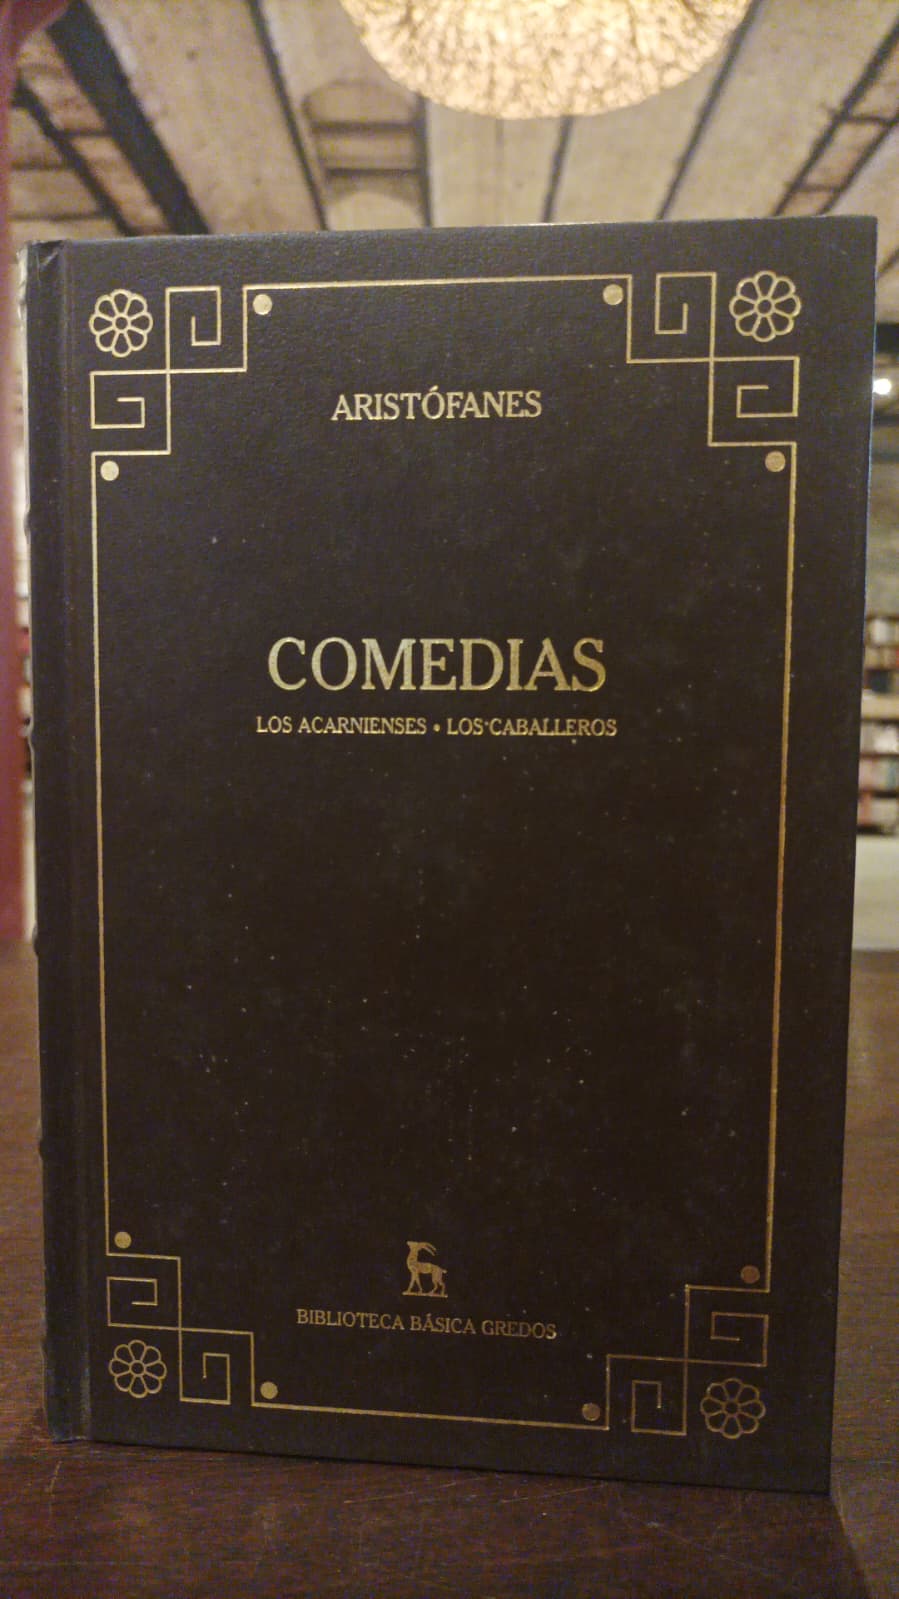 ARISTÓFANES
COMEDIAS
LOS ACARNIENSES • LOS CABALLEROS
BIBLIOTECA BÁSICA GREDOS